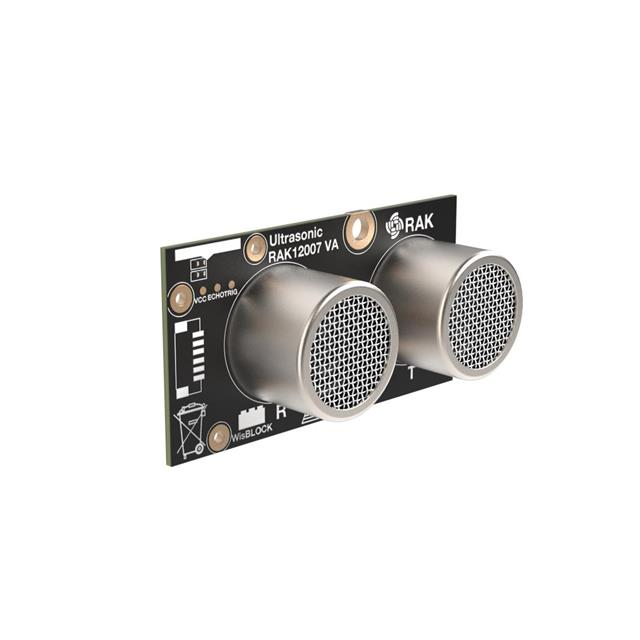 Ultrasonic
RAK12007 VA
RAK
VCC ECHOTRIG
R
T
WisBLOCK